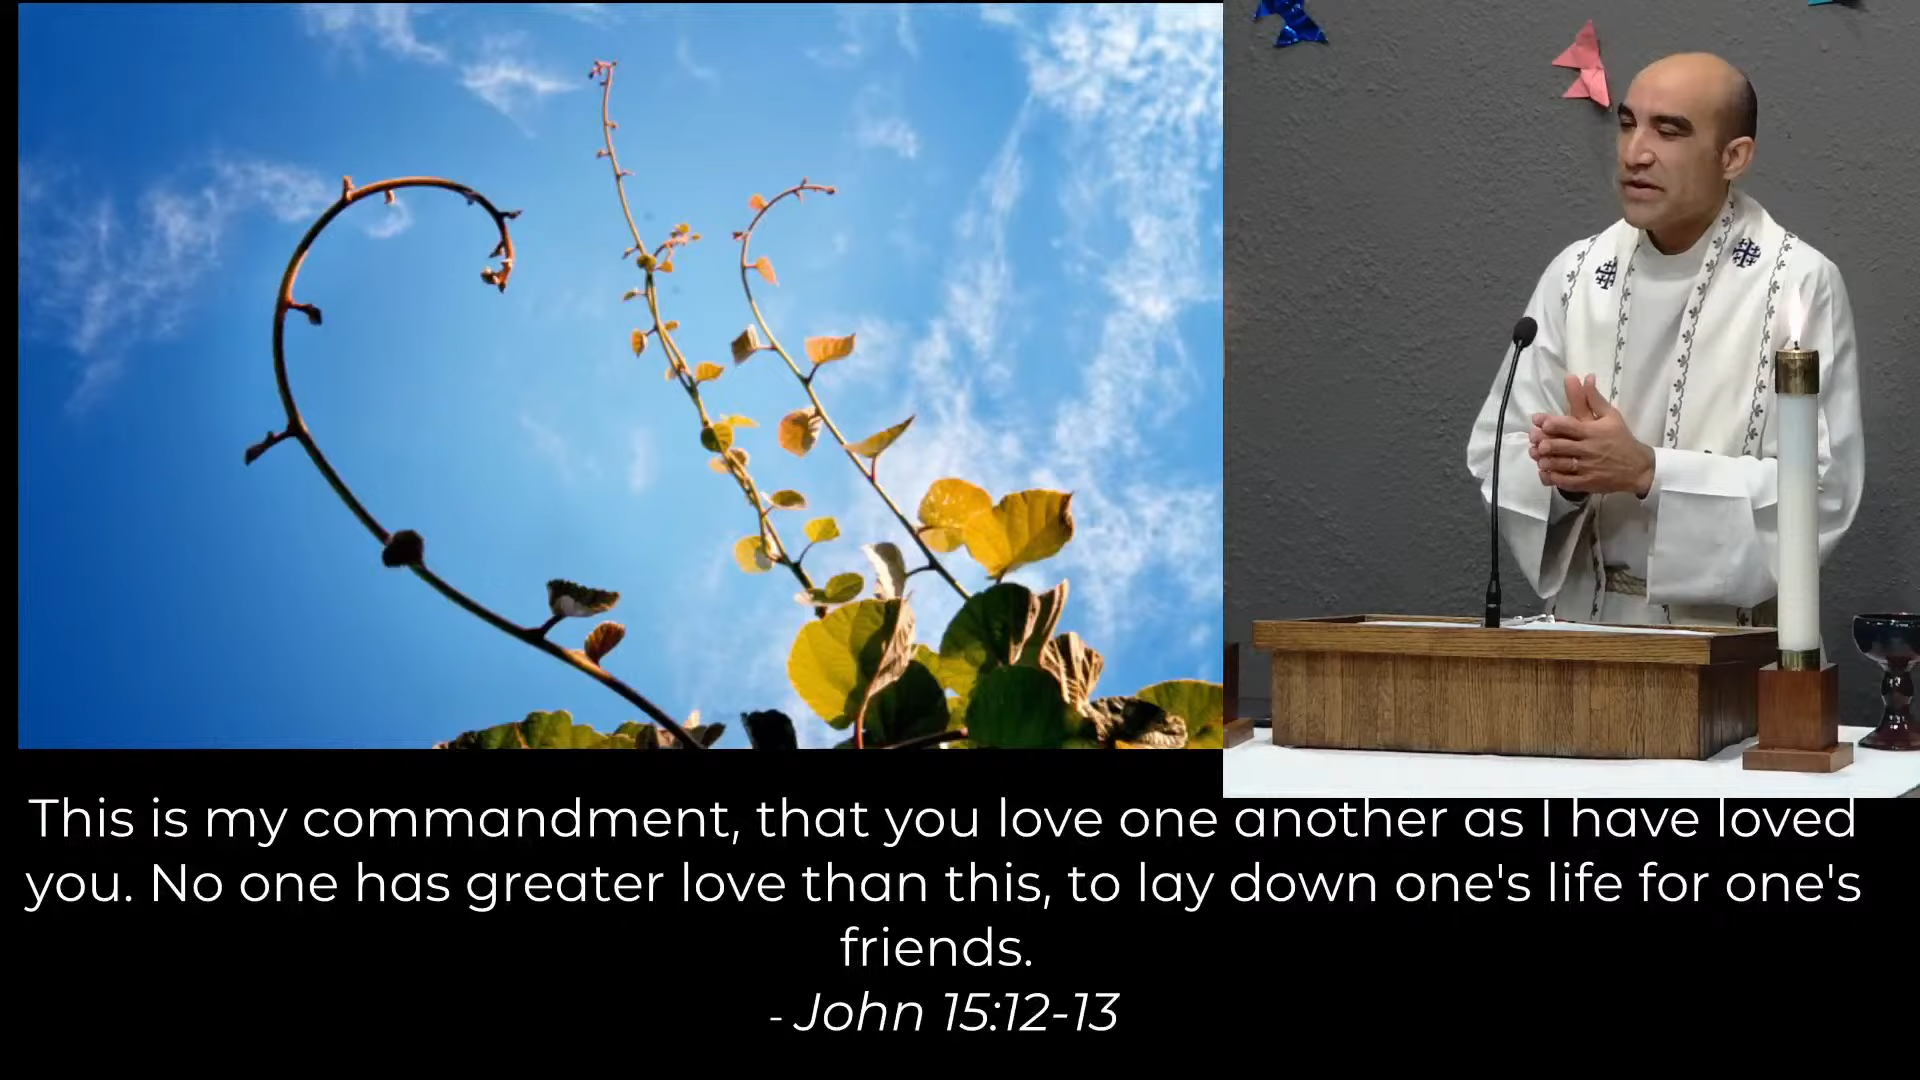 This is my commandment, that you love one another as I have loved
you. No one has greater love than this, to lay down one's life for one's
friends.
- John 15:12-13